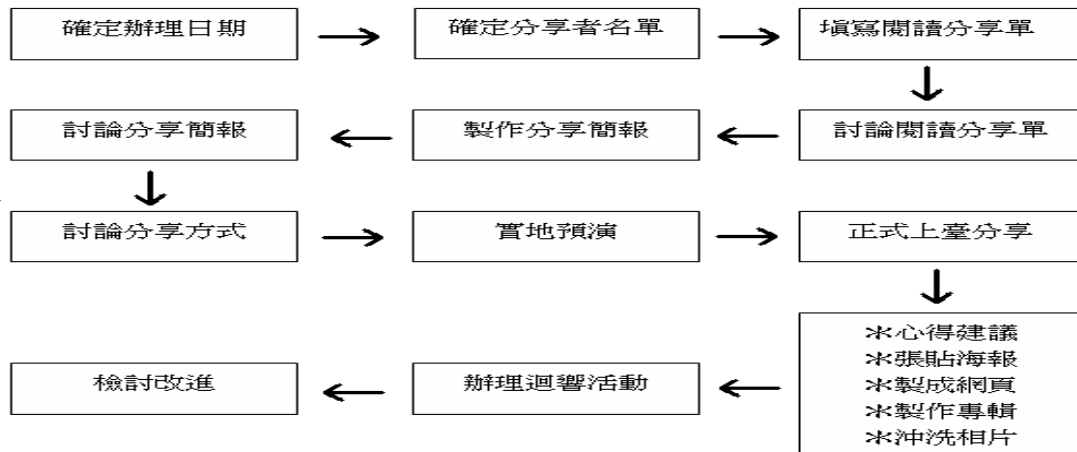 確定辦理日期
確定分享者名單
填寫閱讀分享單
討論閱讀分享單
製作分享簡報
討論分享簡報
討論分享方式
實地預演
正式上臺分享
＊心得建議
＊張貼海報
＊製成網頁
＊製作專輯
＊沖洗相片
辦理迴響活動
檢討改進